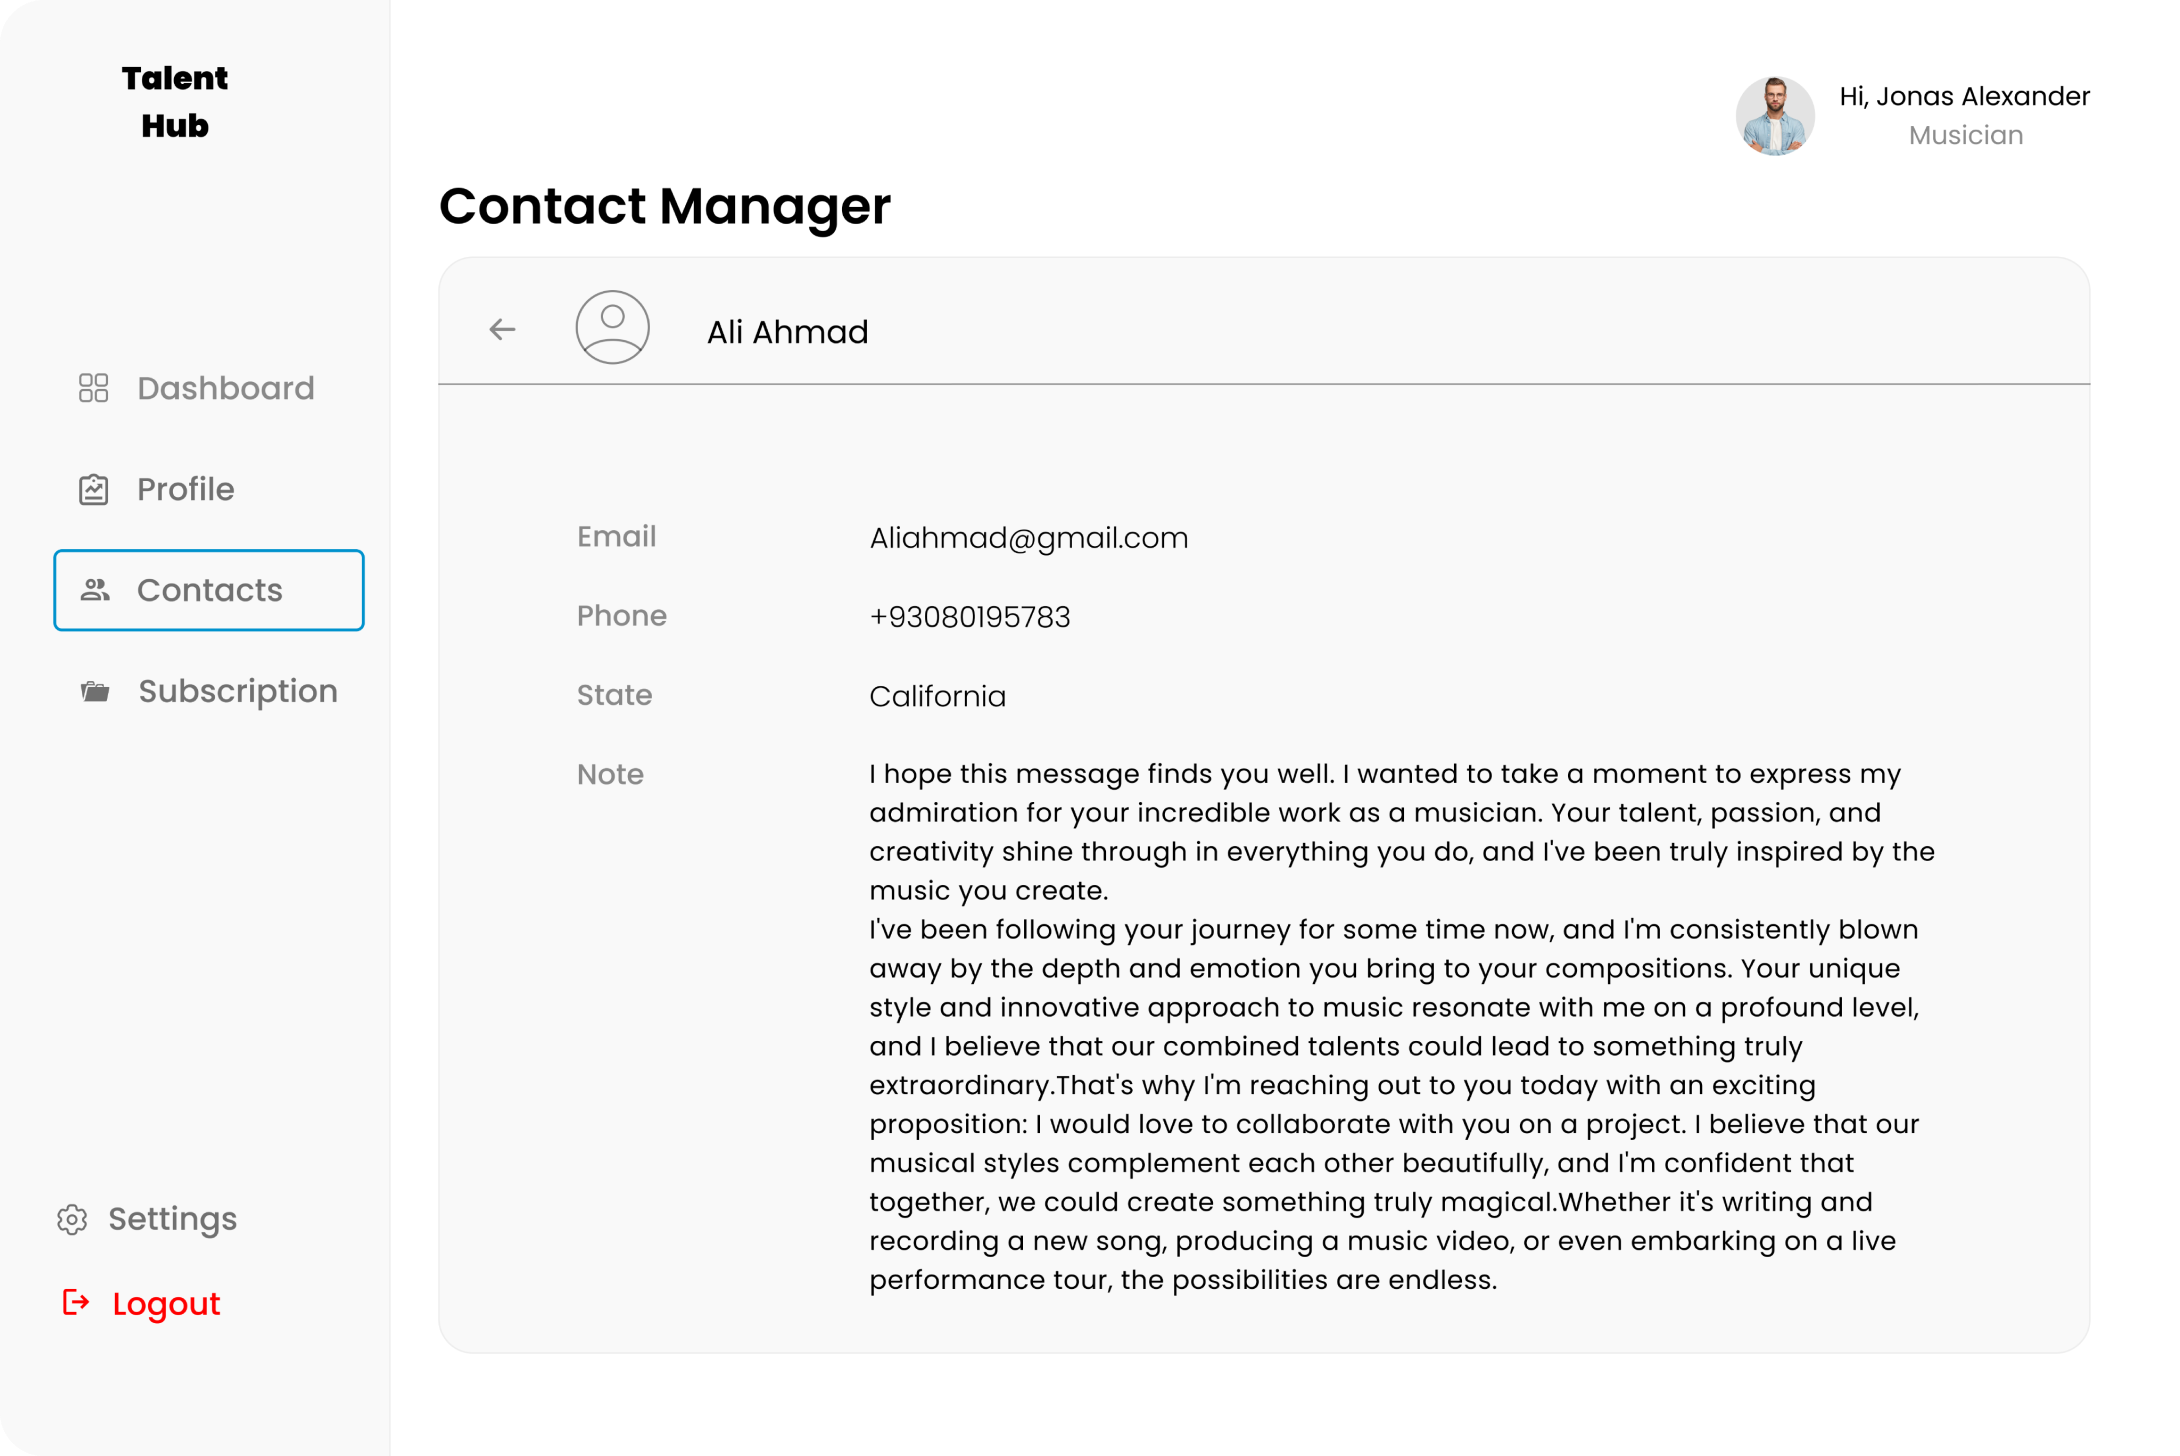 Talent
Hub
Hi, Jonas Alexander
Musician
Contact Manager
Ali Ahmad
Dashboard
Profile
Contacts
Subscription
Settings
Logout
Email
Aliahmad@gmail.com
Phone
+93080195783
State
California
Note
I hope this message finds you well. I wanted to take a moment to express my
admiration for your incredible work as a musician. Your talent, passion, and
creativity shine through in everything you do, and I've been truly inspired by the
music you create.
I've been following your journey for some time now, and I'm consistently blown
away by the depth and emotion you bring to your compositions. Your unique
style and innovative approach to music resonate with me on a profound level,
and I believe that our combined talents could lead to something truly
extraordinary.That's why I'm reaching out to you today with an exciting
proposition: I would love to collaborate with you on a project. I believe that our
musical styles complement each other beautifully, and I'm confident that
together, we could create something truly magical.Whether it's writing and
recording a new song, producing a music video, or even embarking on a live
performance tour, the possibilities are endless.